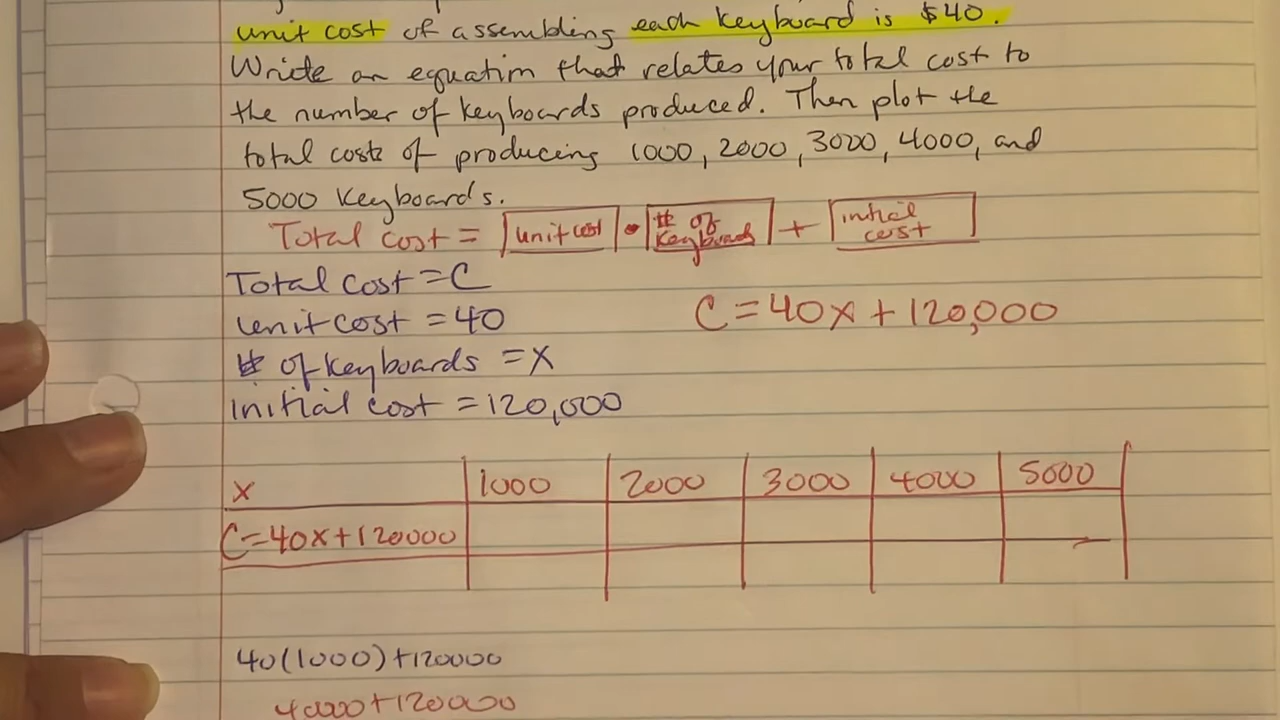 unit cost of assembling each keyboard is $40.
Write an equation that relates your total cost to
the number of keyboards produced. Then plot the
total costs of producing 1000, 2000, 3000, 4000, and
5000 keyboards.
Total cost = unit cost • # of keyboards + initial cost
Total cost = C
unit cost = 40
C = 40x + 120,000
# of keyboards = x
initial cost = 120,000
x 1000 2000 3000 4000 5000
C=40x+120000
40(1000)+120000
40000+120000